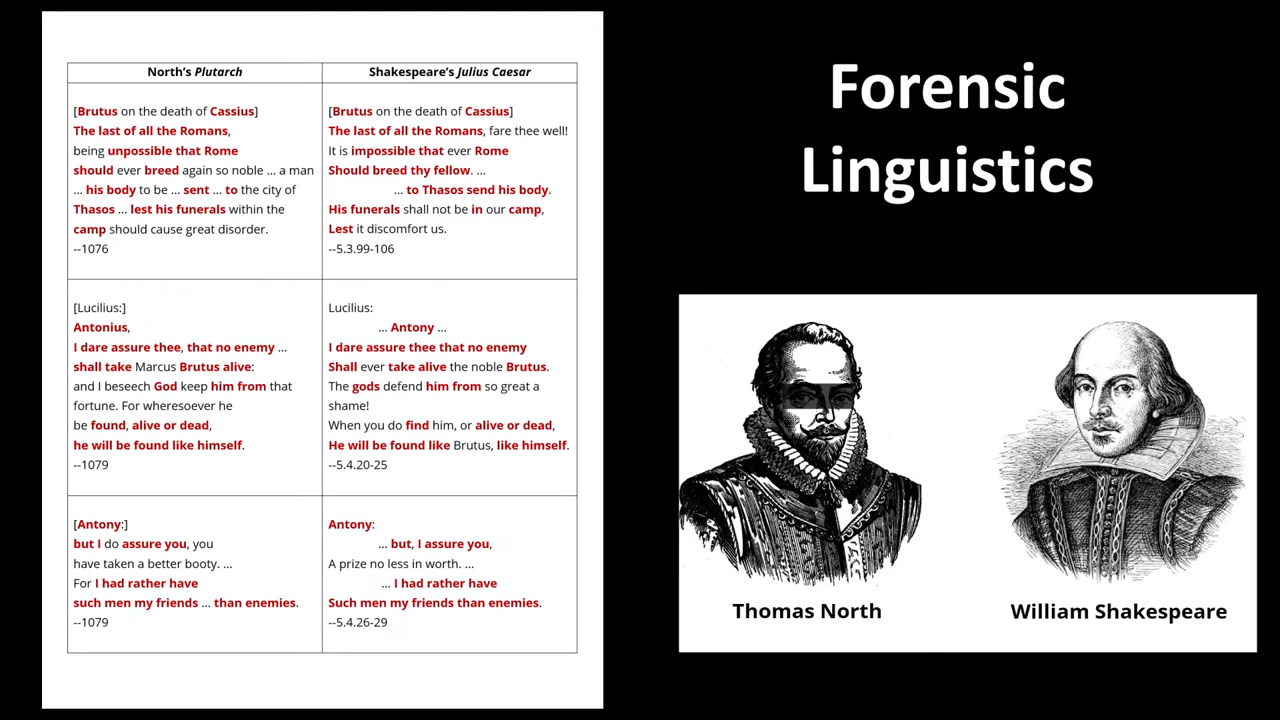 North's Plutarch
[Brutus on the death of Cassius]
The last of all the Romans,
being unpossible that Rome
should ever breed again so noble ... a man
... his body to be ... sent ... to the city of
Thasos ... lest his funerals within the
camp should cause great disorder.
--1076
Shakespeare's Julius Caesar
[Brutus on the death of Cassius]
The last of all the Romans, fare thee well!
It is impossible that ever Rome
Should breed thy fellow. ...
... to Thasos send his body.
His funerals shall not be in our camp,
Lest it discomfort us.
--5.3.99-106
[Lucilius:]
Antonius,
I dare assure thee, that no enemy ...
shall take Marcus Brutus alive:
and I beseech God keep him from that
fortune. For wheresoever he
be found, alive or dead,
he will be found like himself.
--1079
Lucilius:
... Antony ...
I dare assure thee that no enemy
Shall ever take alive the noble Brutus.
The gods defend him from so great a
shame!
When you do find him, or alive or dead,
He will be found like Brutus, like himself.
--5.4.20-25
[Antony:]
but I do assure you, you
have taken a better booty. ...
For I had rather have
such men my friends ... than enemies.
--1079
Antony:
... but, I assure you,
A prize no less in worth. ...
... I had rather have
Such men my friends than enemies.
--5.4.26-29
Forensic
Linguistics
Thomas North
William Shakespeare